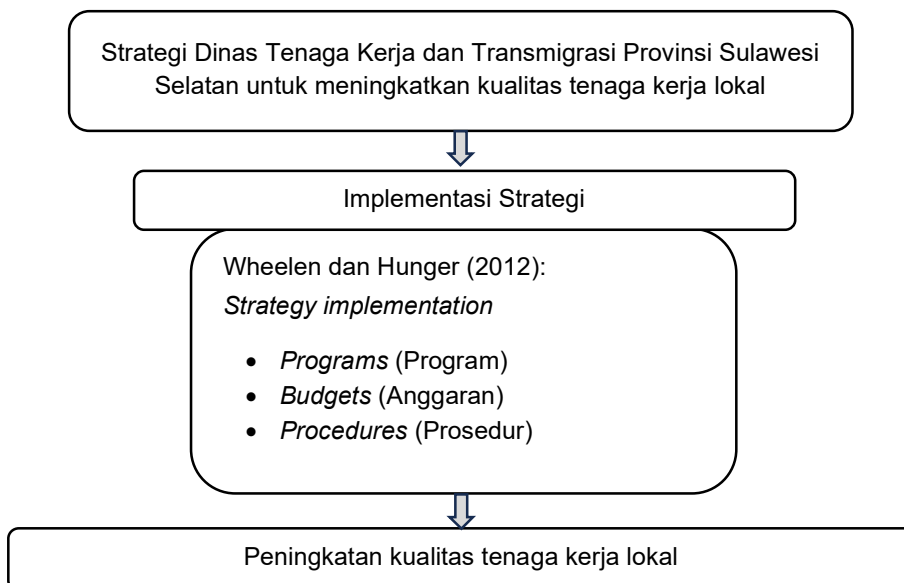 Strategi Dinas Tenaga Kerja dan Transmigrasi Provinsi Sulawesi
Selatan untuk meningkatkan kualitas tenaga kerja lokal
Implementasi Strategi
Wheelen dan Hunger (2012):
Strategy implementation
• Programs (Program)
• Budgets (Anggaran)
• Procedures (Prosedur)
Peningkatan kualitas tenaga kerja lokal